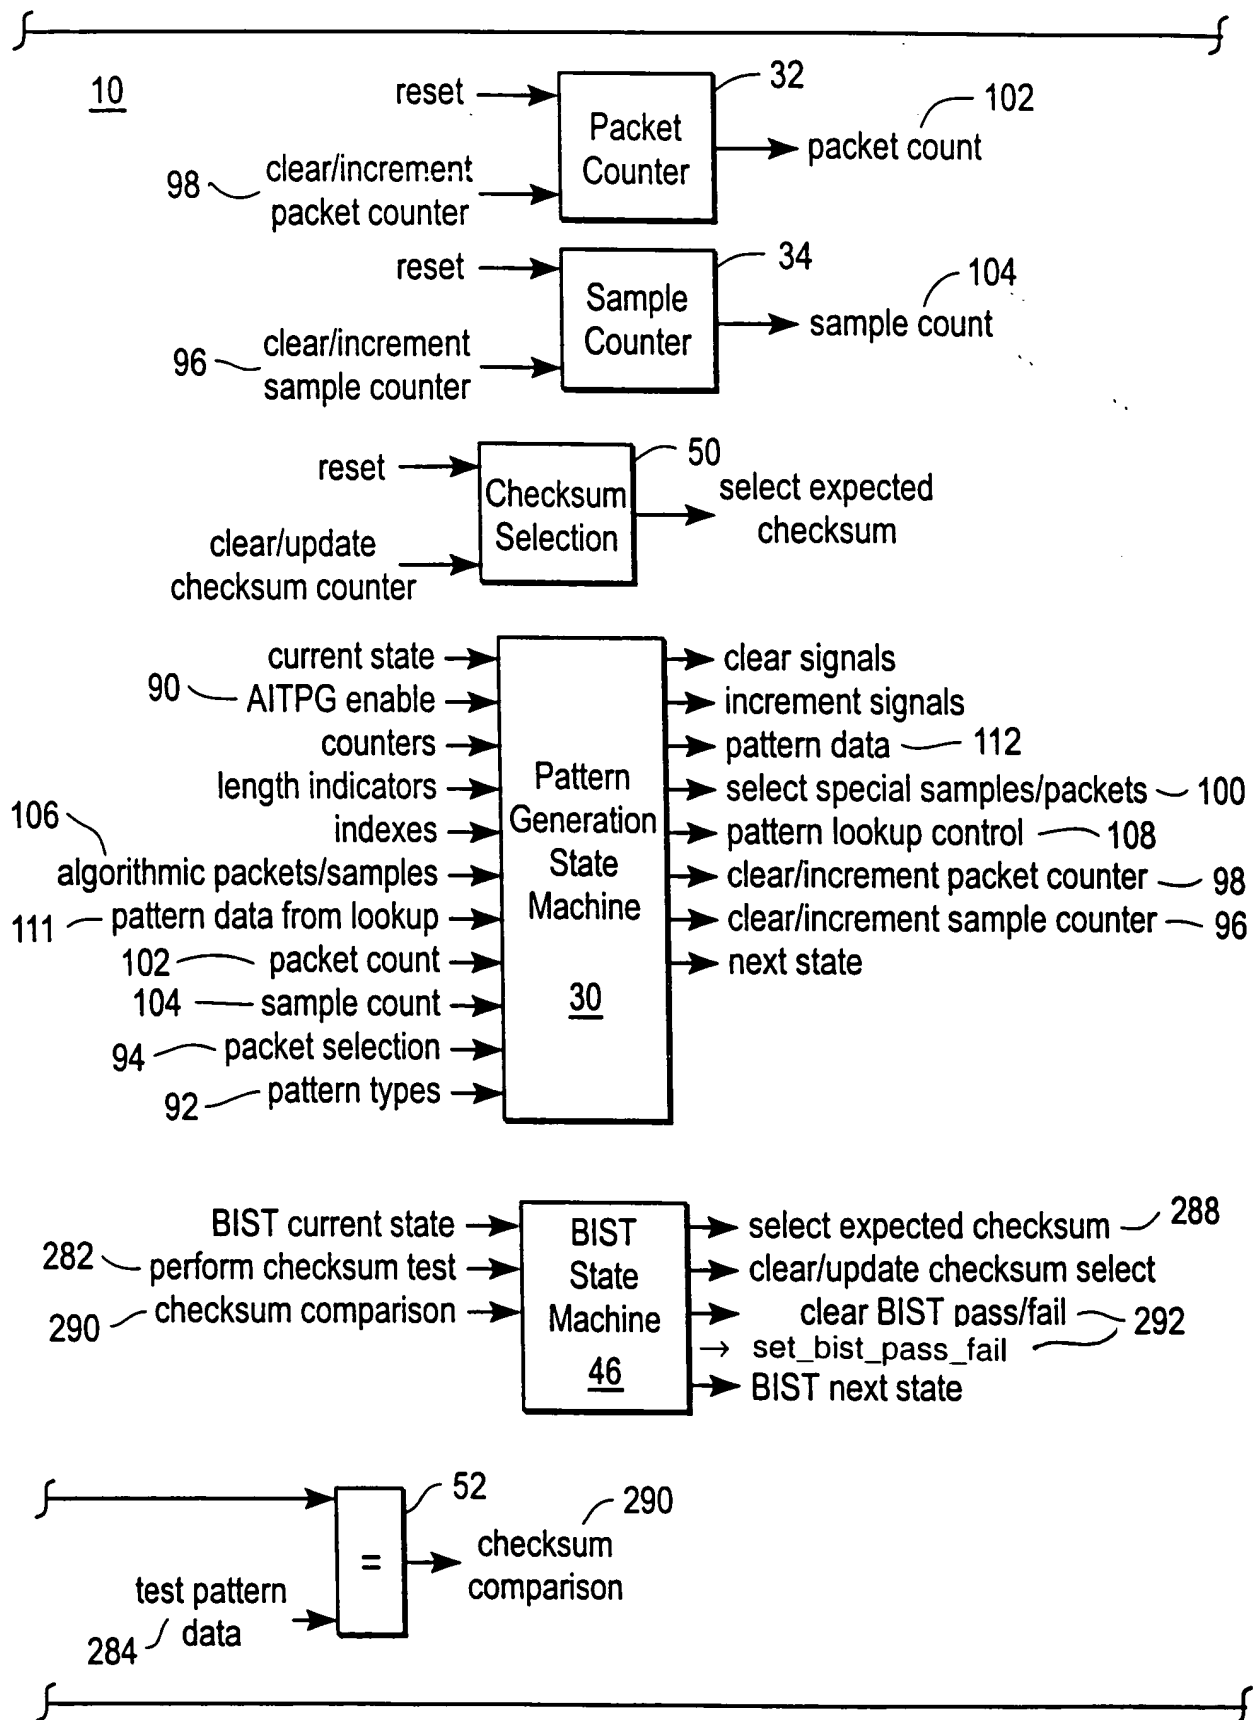 10
reset
32
Packet
Counter
102
packet count
98
clear/increment
packet counter
reset
34
Sample
Counter
104
sample count
96
clear/increment
sample counter
reset
50
Checksum
Selection
select expected
checksum
clear/update
checksum counter
current state
90
AITPG enable
counters
length indicators
indexes
106
algorithmic packets/samples
111
pattern data from lookup
102
packet count
104
sample count
94
packet selection
92
pattern types
Pattern
Generation
State
Machine
30
clear signals
increment signals
pattern data 112
select special samples/packets 100
pattern lookup control 108
clear/increment packet counter 98
clear/increment sample counter 96
next state
BIST current state
282
perform checksum test
290
checksum comparison
BIST
State
Machine
46
select expected checksum 288
clear/update checksum select
clear BIST pass/fail
292
→ set_bist_pass_fail
BIST next state
52
=
290
checksum
comparison
test pattern
data
284